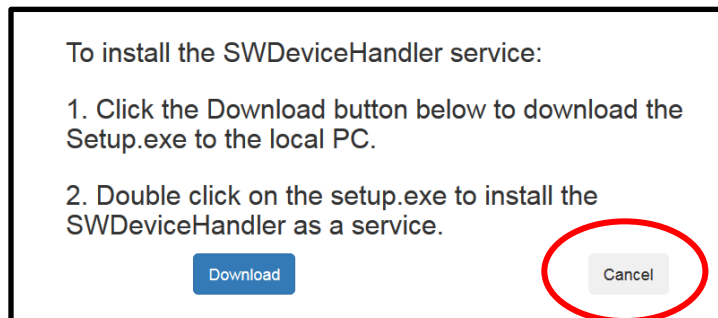 To install the SWDeviceHandler service:
1. Click the Download button below to download the
Setup.exe to the local PC.
2. Double click on the setup.exe to install the
SWDeviceHandler as a service.
Download
Cancel